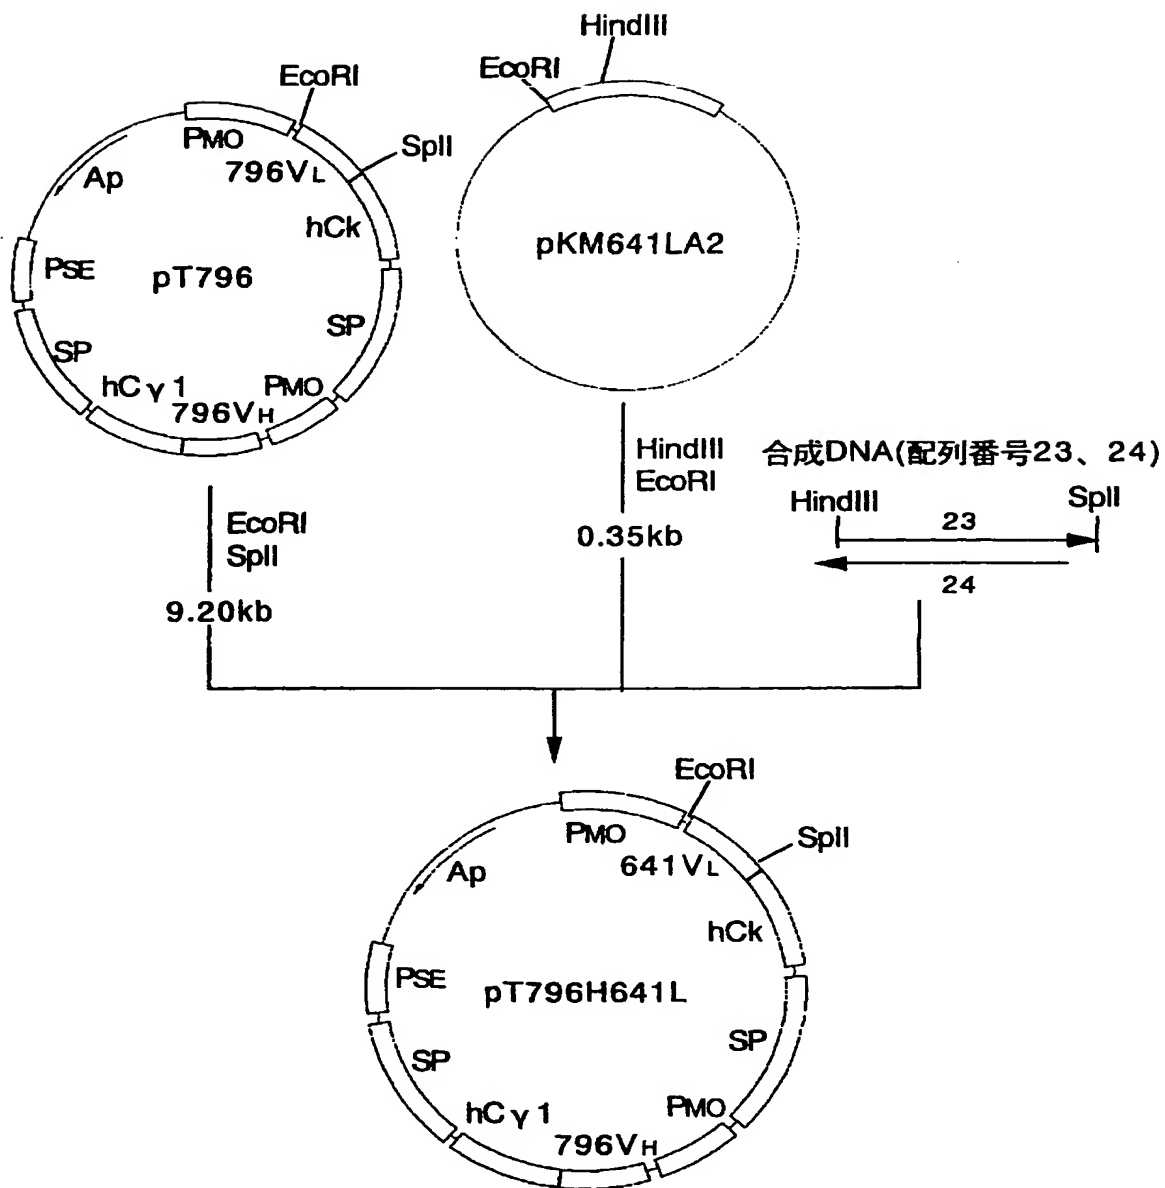 HindIII
EcoRI
EcoRI
PMO
SplI
796VL
Ap
hCk
pKM641LA2
PSE
pT796
SP
SP
hCγ1
PMO
796VH
HindIII
EcoRI
合成DNA(配列番号23、24)
HindIII
SplI
EcoRI
SplI
0.35kb
23
24
9.20kb
EcoRI
PMO
SplI
641VL
Ap
hCk
PSE
pT796H641L
SP
SP
hCγ1
PMO
796VH